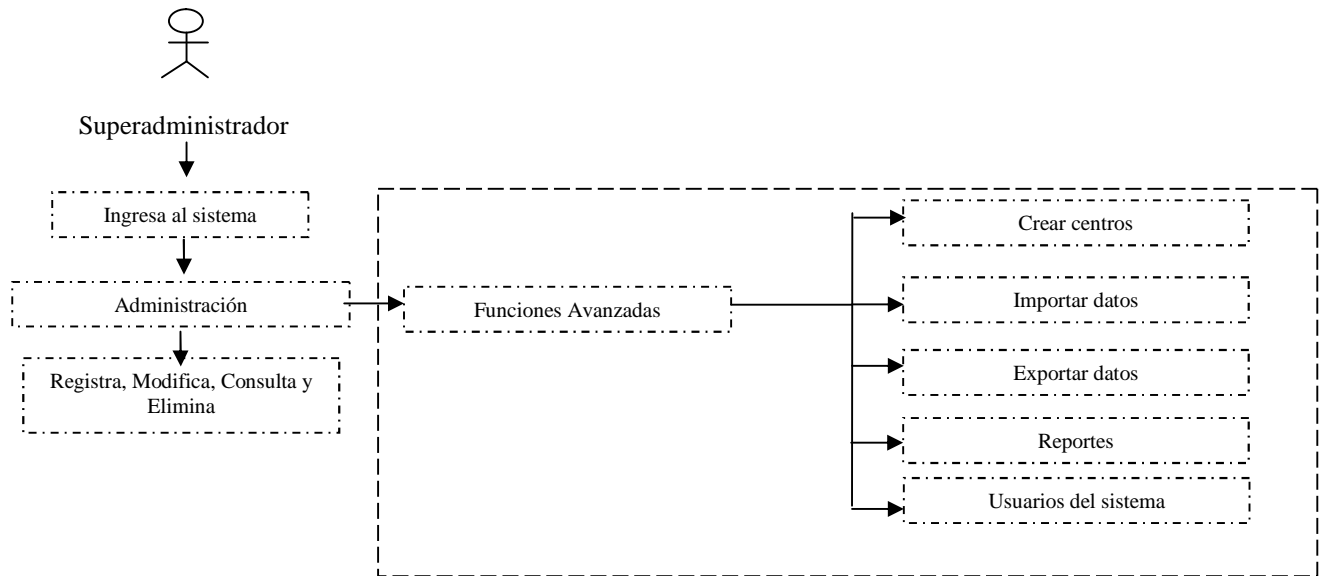 Superadministrador
Ingresa al sistema
Administración
Registra, Modifica, Consulta y
Elimina
Funciones Avanzadas
Crear centros
Importar datos
Exportar datos
Reportes
Usuarios del sistema